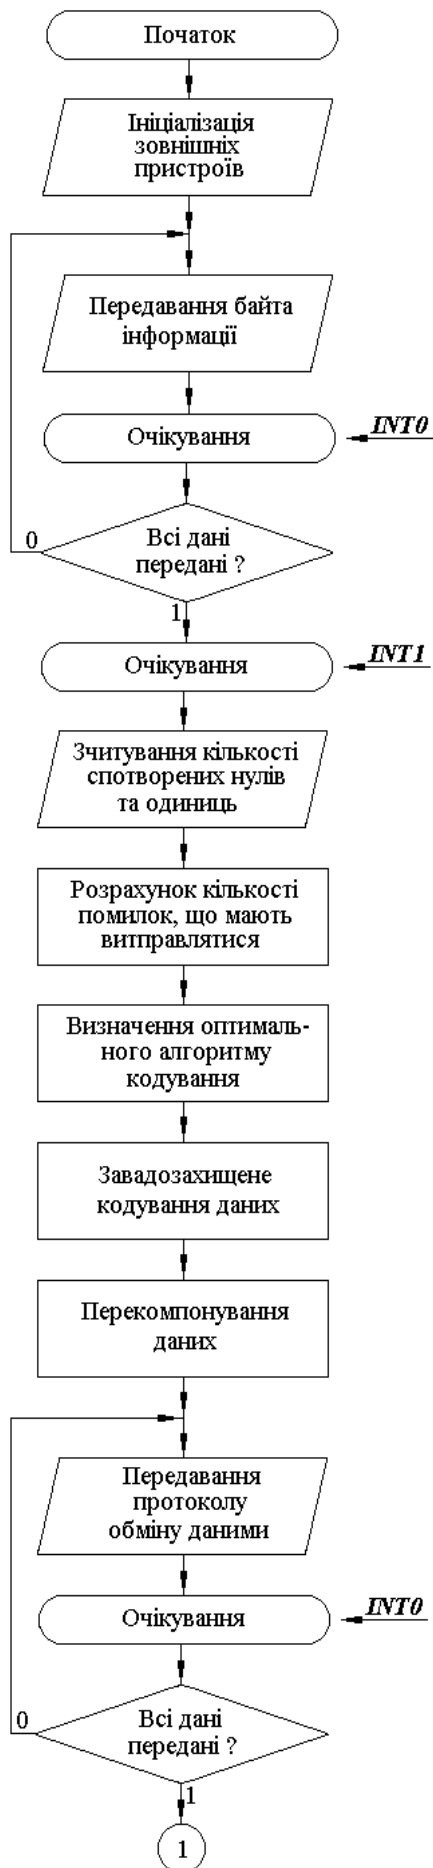 Початок
Ініціалізація
зовнішніх
пристроїв
Передавання байта
інформації
Очікування
INT0
Всі дані
передані ?
0
1
Очікування
INT1
Зчитування кількості
спотворених нулів
та одиниць
Розрахунок кількості
помилок, що мають
витправлятися
Визначення оптималь-
ного алгоритму
кодування
Завадозахищене
кодування даних
Перекомпонування
даних
Передавання
протоколу
обміну даними
Очікування
INT0
Всі дані
передані ?
0
1
1